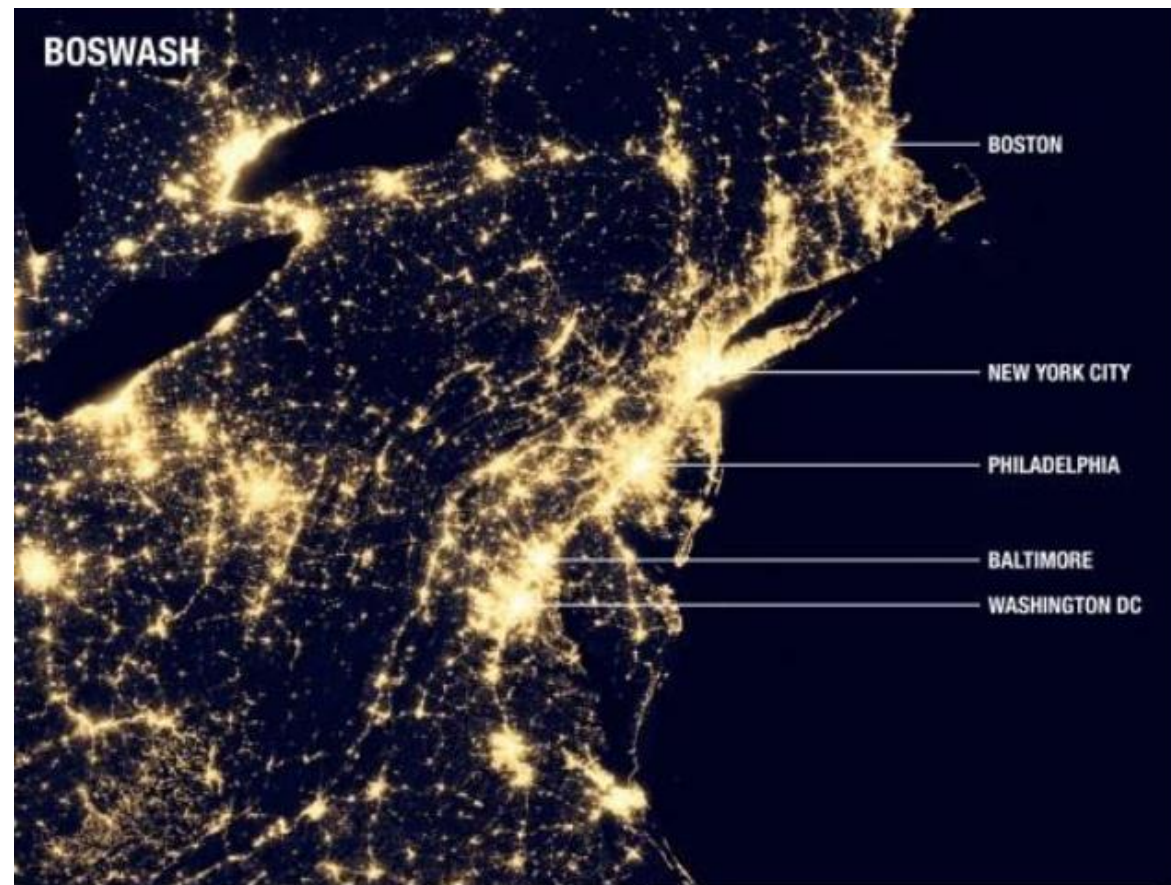 BOSWASH
BOSTON
NEW YORK CITY
PHILADELPHIA
BALTIMORE
WASHINGTON DC